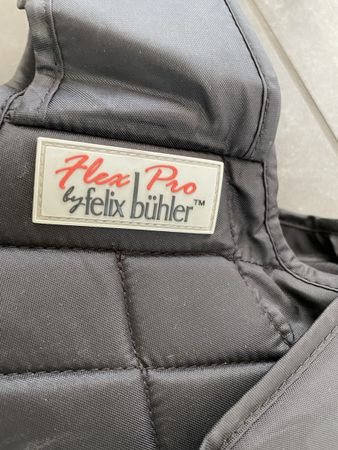 Flex Pro
by felix bühler™